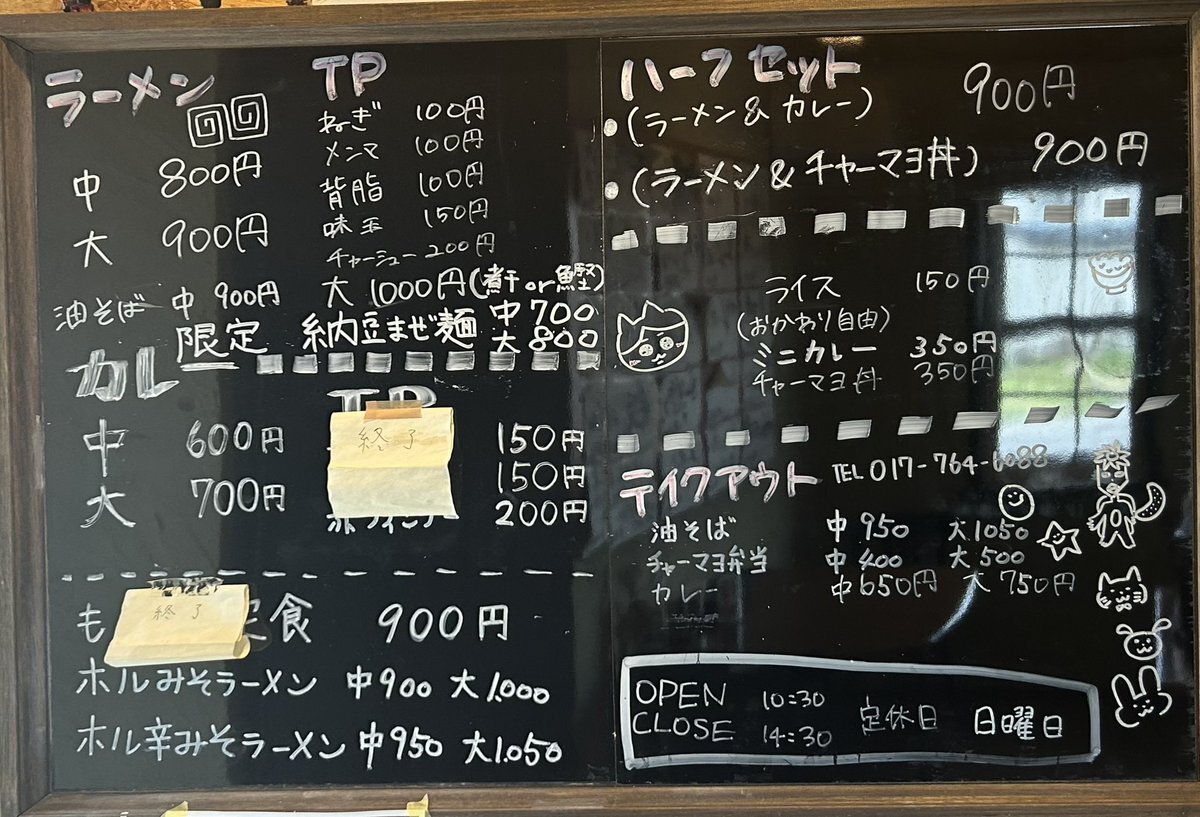 ラーメン
中 800円
大 900円
TP
ねぎ 100円
メンマ 100円
背脂 100円
味玉 150円
チャーシュー 200円
油そば 中 900円 大 1000円(煮干 or 鰹)
限定 納豆まぜ麺 中 700
大 800
カレ
中 600円
大 700円
TP
終了
150円
150円
200円
も 終了 定食 900円
ホルみそラーメン 中 900 大 1.000
ホル辛みそラーメン 中 950 大 1.050
ハーフセット
・(ラーメン & カレー) 900円
・(ラーメン & チャーマヨ丼) 900円
ライス 150円
(おかわり自由)
ミニカレー 350円
チャーマヨ丼 350円
テイクアウト TEL 017-764-6088
油そば 中 950 大 1050
チャーマヨ弁当 中 400 大 500
カレー 中 650円 大 750円
OPEN 10:30
CLOSE 14:30
定休日 日曜日